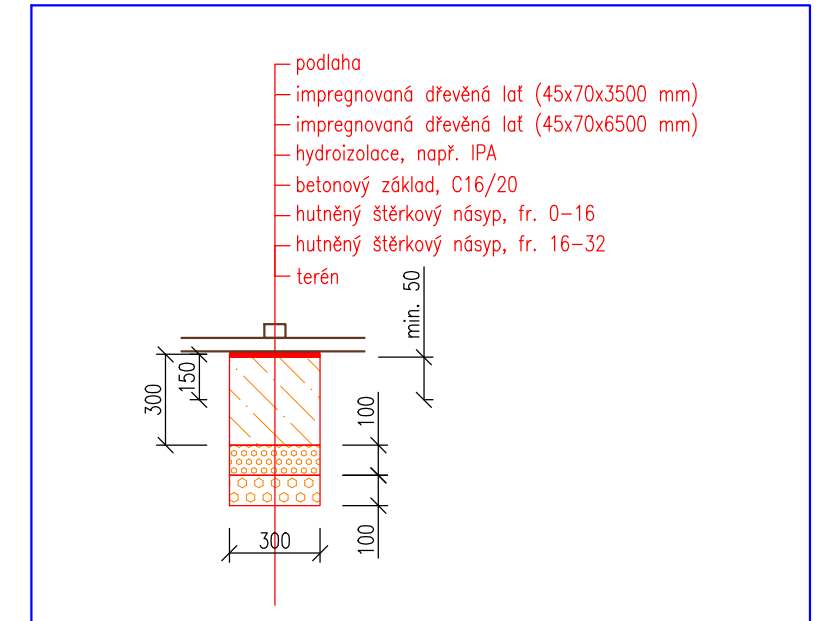 podlaha
impregnovaná dřevěná lať (45x70x3500 mm)
impregnovaná dřevěná lať (45x70x6500 mm)
hydroizolace, např. IPA
betonový základ, C16/20
hutněný štěrkový násyp, fr. 0-16
hutněný štěrkový násyp, fr. 16-32
terén
min. 50
150
300
100
100
300